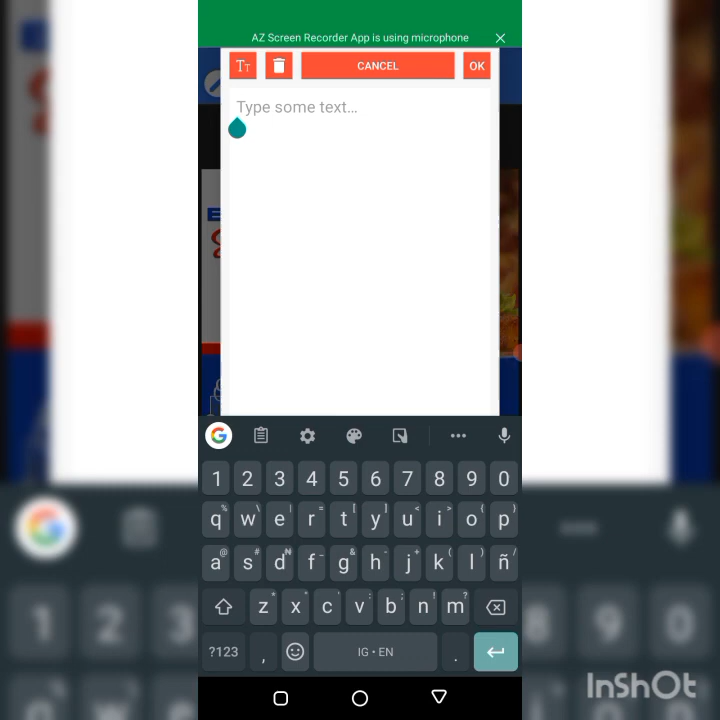 AZ Screen Recorder App is using microphone
TT CANCEL OK
Type some text...
1 2 3 4 5 6 7 8 9 0
q w e r t y u i o p
a s d f g h j k l ñ
z x c v b n m
?123 , IG • EN .
InShOt